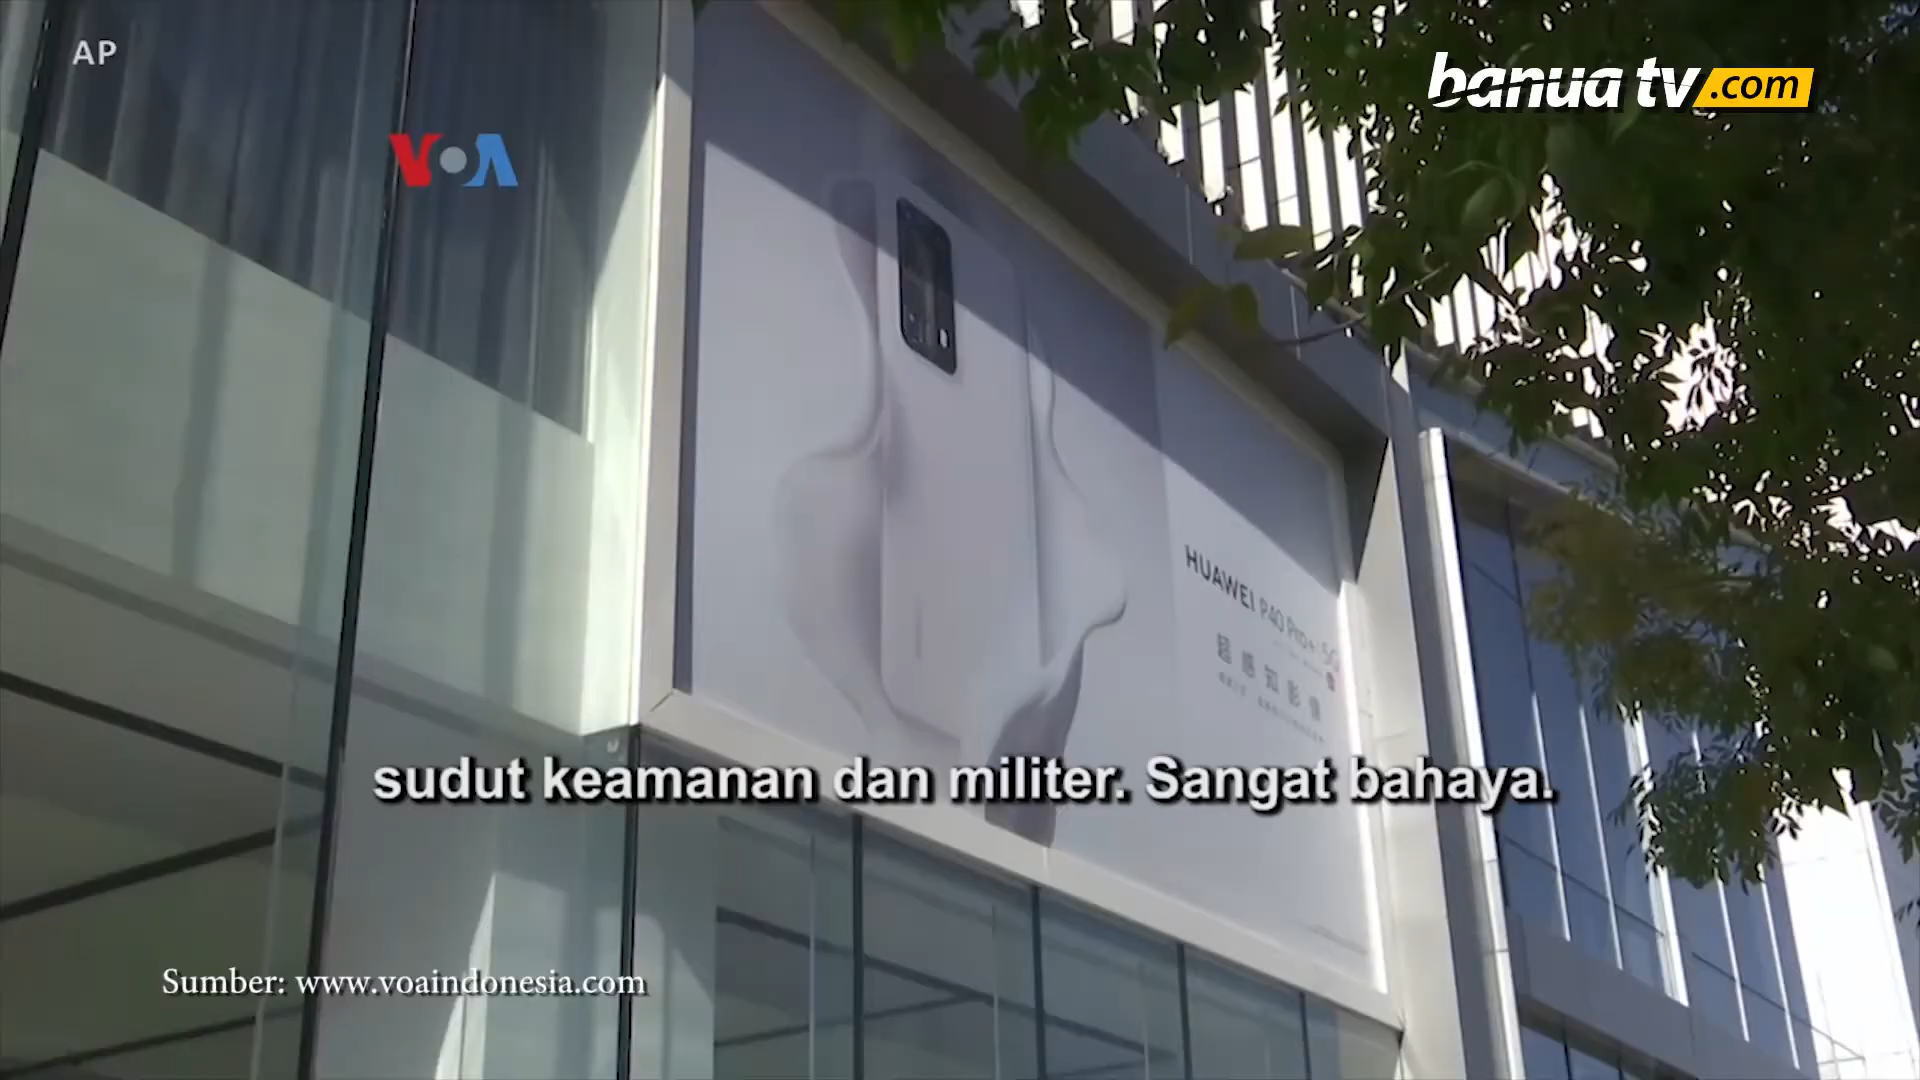 AP
banua tv.com
VOA
HUAWEI P40 Pro+ 5G
超感知影像
sudut keamanan dan militer. Sangat bahaya.
Sumber: www.voaindonesia.com